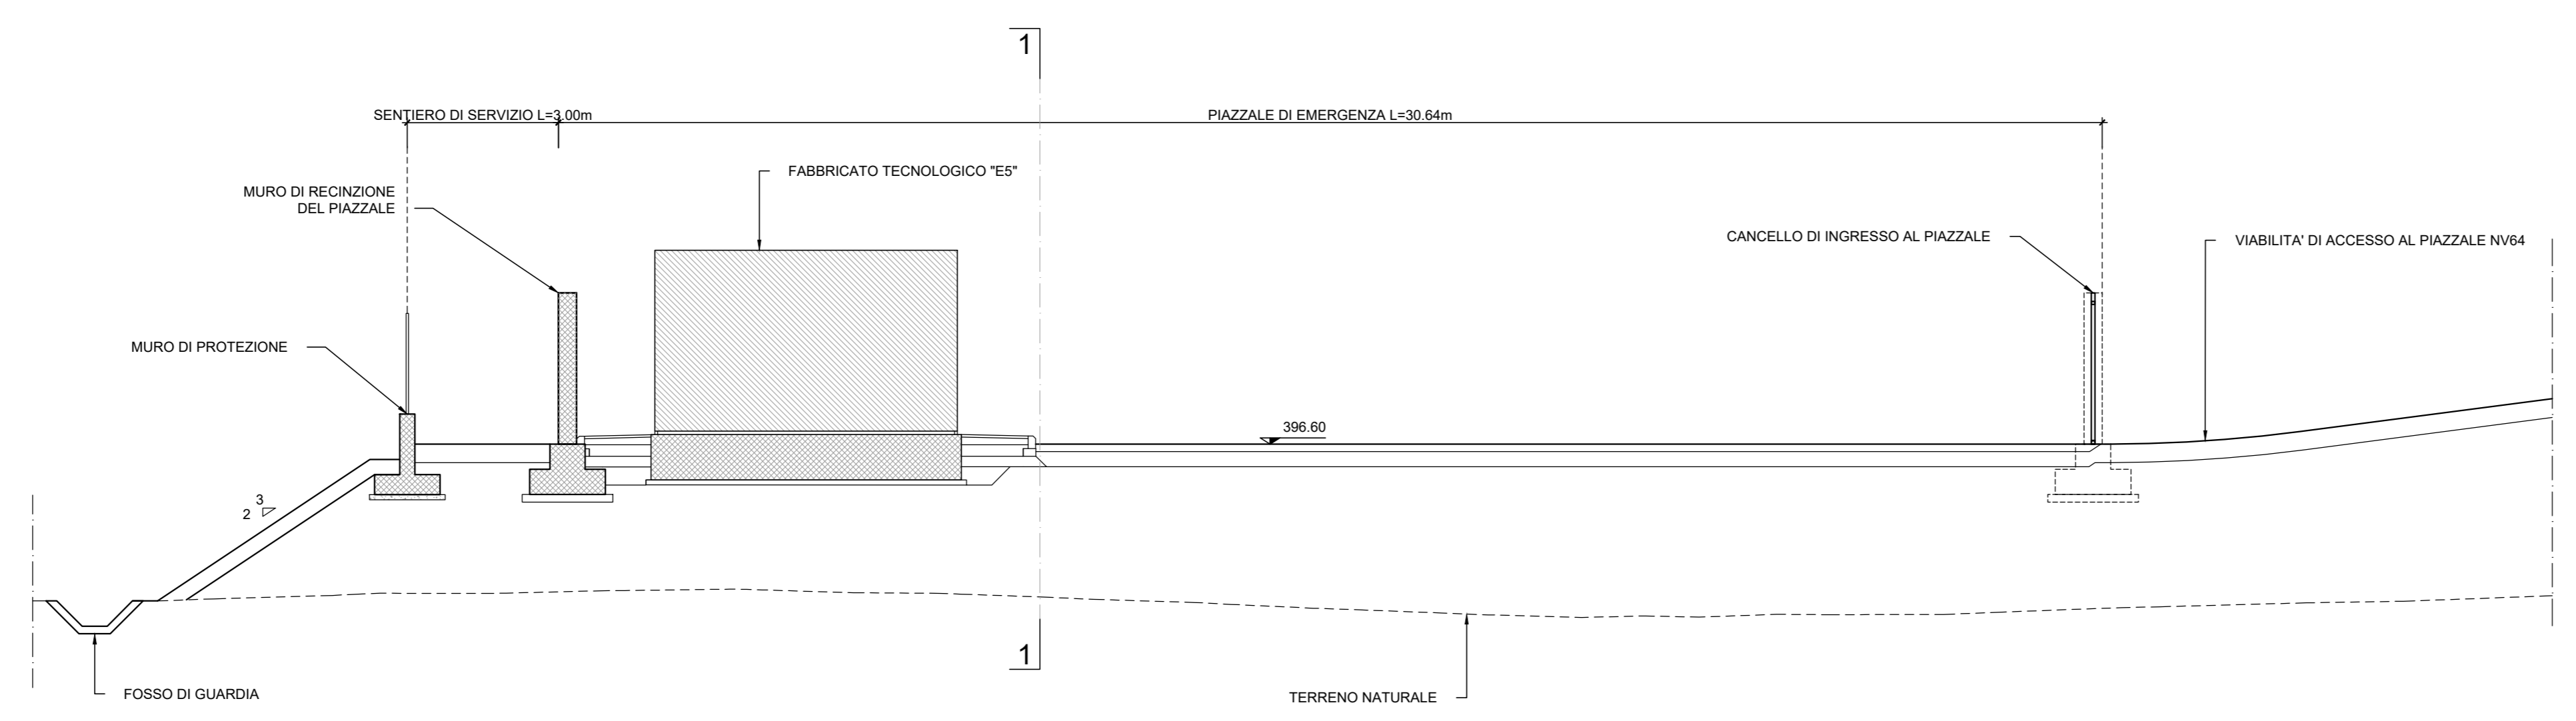 1
SENTIERO DI SERVIZIO L=3.00m
PIAZZALE DI EMERGENZA L=30.64m
FABBRICATO TECNOLOGICO "E5"
MURO DI RECINZIONE
DEL PIAZZALE
CANCELLO DI INGRESSO AL PIAZZALE
VIABILITA' DI ACCESSO AL PIAZZALE NV64
MURO DI PROTEZIONE
396.60
3
2
1
FOSSO DI GUARDIA
TERRENO NATURALE